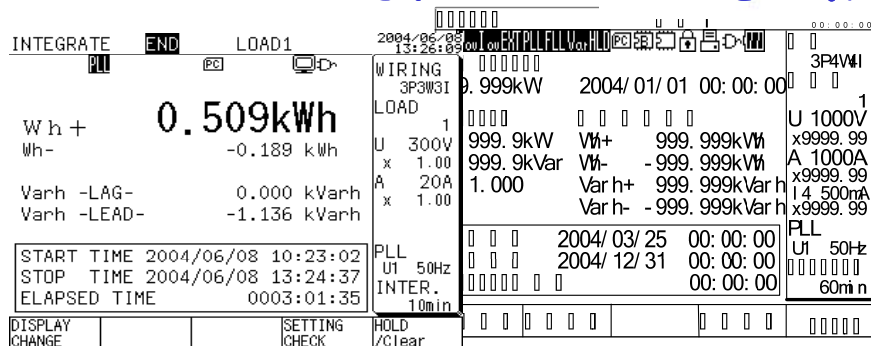 INTEGRATE END LOAD1 2004/06/08 13:26:09
PLL PC
Wh+ 0.509kWh
Wh- -0.189 kWh
Varh -LAG- 0.000 kVarh
Varh -LEAD- -1.136 kVarh
START TIME 2004/06/08 10:23:02
STOP TIME 2004/06/08 13:24:37
ELAPSED TIME 0003:01:35
DISPLAY CHANGE
SETTING CHECK
HOLD /Clear
WIRING
3P3W3I
LOAD
1
U 300V
x 1.00
A 20A
x 1.00
PLL
U1 50Hz
INTER.
10min
00:00:00
PC
9.999kW 2004/01/01 00:00:00
999.9kW Wh+ 999.999kWh
999.9kVar Wh- -999.999kWh
1.000 Varh+ 999.999kVarh
Varh- -999.999kVarh
2004/03/25 00:00:00
2004/12/31 00:00:00
00:00:00
3P4W4I
1
U 1000V
x9999.99
A 1000A
x9999.99
I4 500mA
x9999.99
PLL
U1 50Hz
60min